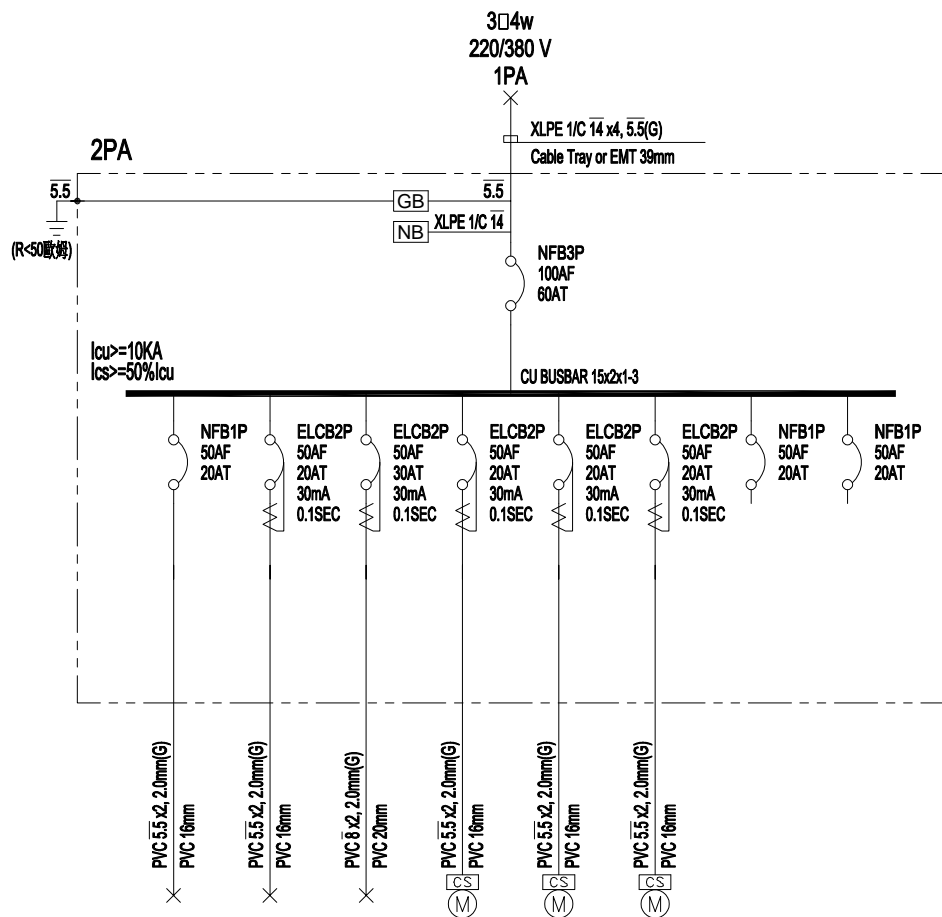 3□4w
220/380 V
1PA
XLPE 1/C 14 x4, 5.5(G)
Cable Tray or EMT 39mm
2PA
5.5
GB
5.5
NB
XLPE 1/C 14
(R<50歐姆)
NFB3P
100AF
60AT
Icu>=10KA
Ics>=50%Icu
CU BUSBAR 15x2x1-3
NFB1P
50AF
20AT
ELCB2P
50AF
20AT
30mA
0.1SEC
ELCB2P
50AF
30AT
30mA
0.1SEC
ELCB2P
50AF
20AT
30mA
0.1SEC
ELCB2P
50AF
20AT
30mA
0.1SEC
ELCB2P
50AF
20AT
30mA
0.1SEC
NFB1P
50AF
20AT
NFB1P
50AF
20AT
PVC 5.5 x2, 2.0mm(G)
PVC 16mm
PVC 5.5 x2, 2.0mm(G)
PVC 16mm
PVC 8 x2, 2.0mm(G)
PVC 20mm
PVC 5.5 x2, 2.0mm(G)
PVC 16mm
PVC 5.5 x2, 2.0mm(G)
PVC 16mm
PVC 5.5 x2, 2.0mm(G)
PVC 16mm
CS
M
CS
M
CS
M